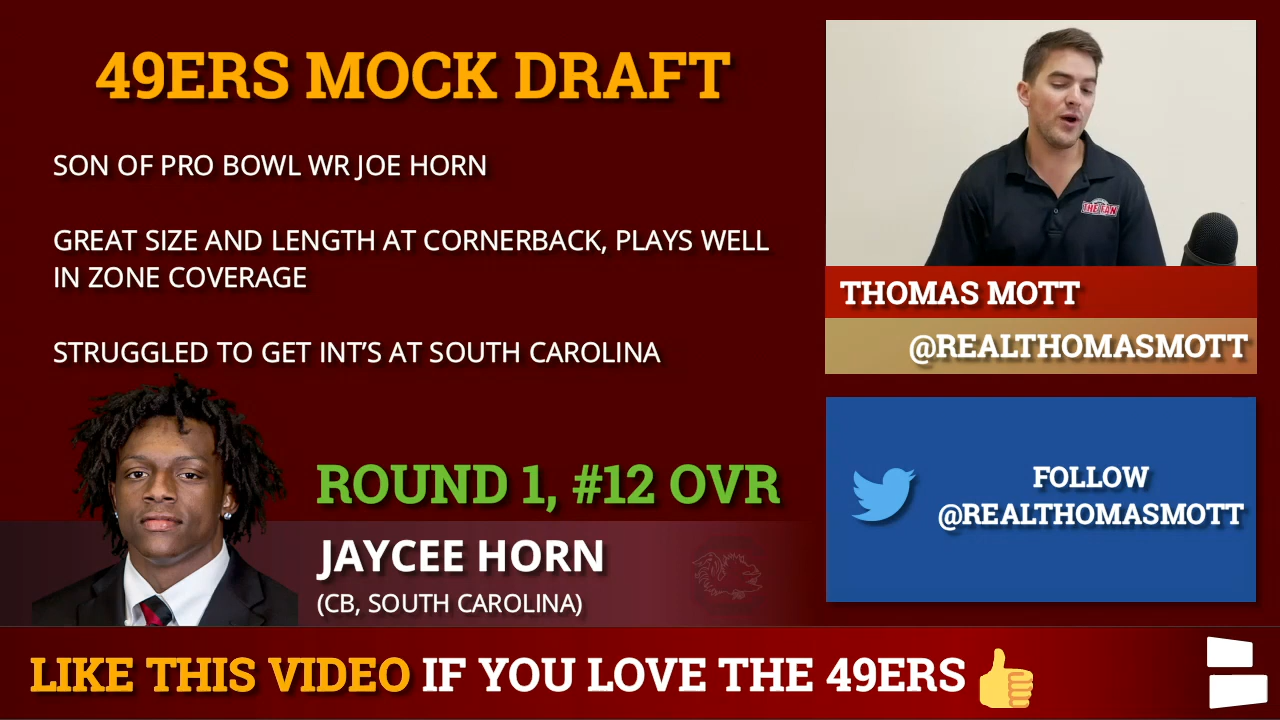 49ERS MOCK DRAFT
SON OF PRO BOWL WR JOE HORN
GREAT SIZE AND LENGTH AT CORNERBACK, PLAYS WELL
IN ZONE COVERAGE
STRUGGLED TO GET INT'S AT SOUTH CAROLINA
ROUND 1, #12 OVR
JAYCEE HORN
(CB, SOUTH CAROLINA)
THE FAN
THOMAS MOTT
@REALTHOMASMOTT
FOLLOW
@REALTHOMASMOTT
LIKE THIS VIDEO IF YOU LOVE THE 49ERS